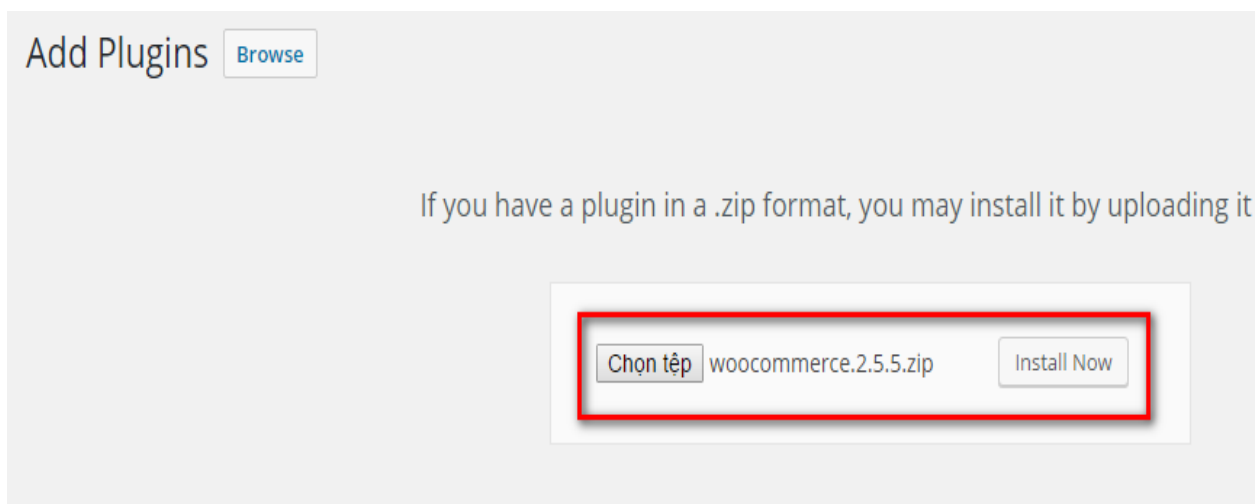 Add Plugins Browse
If you have a plugin in a .zip format, you may install it by uploading it
Chọn tệp woocommerce.2.5.5.zip Install Now